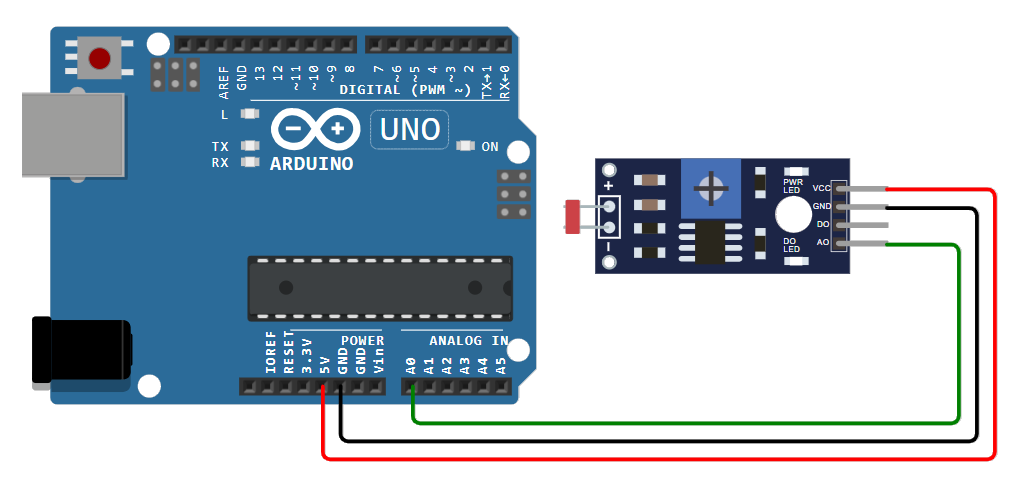 AREF
GND
13
12
~11
~10
~9
8
7
~6
~5
4
~3
2
TX→1
RX←0
DIGITAL (PWM ~)
L
TX
RX
UNO
ON
ARDUINO
POWER
ANALOG IN
IOREF
RESET
3.3V
5V
GND
GND
Vin
A0
A1
A2
A3
A4
A5
+
PWR
LED
VCC
GND
DO
AO
DO
LED